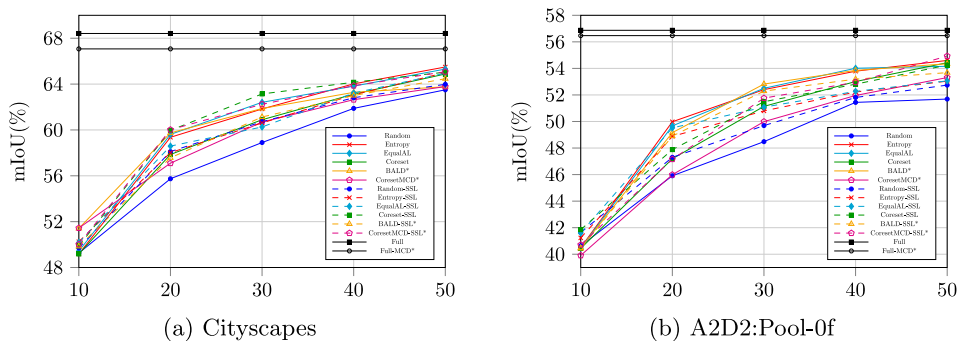 mIoU(%)
68
64
60
56
52
48
10
20
30
40
50
Random
Entropy
EqualAL
Coreset
BALD*
CoresetMCD*
Random-SSL
Entropy-SSL
EqualAL-SSL
Coreset-SSL
BALD-SSL*
CoresetMCD-SSL*
Full
Full-MCD*
(a) Cityscapes
mIoU(%)
58
56
54
52
50
48
46
44
42
40
10
20
30
40
50
Random
Entropy
EqualAL
Coreset
BALD*
CoresetMCD*
Random-SSL
Entropy-SSL
EqualAL-SSL
Coreset-SSL
BALD-SSL*
CoresetMCD-SSL*
Full
Full-MCD*
(b) A2D2:Pool-0f